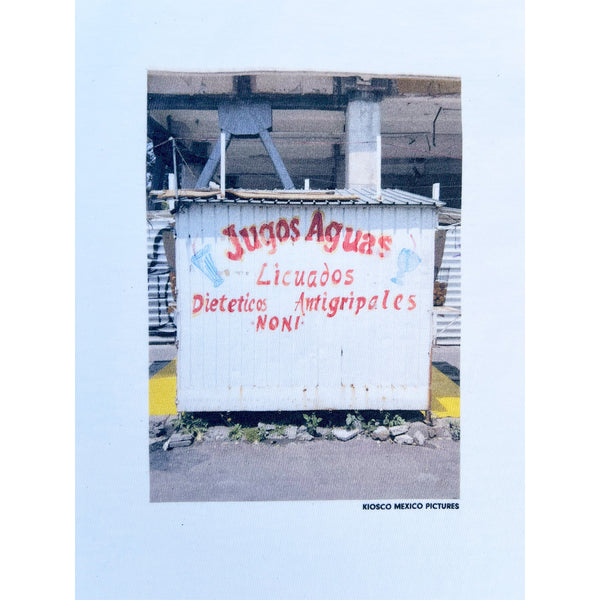 Jugos Aguas
Licuados
Dieteticos Antigripales
·NONI·
KIOSCO MEXICO PICTURES